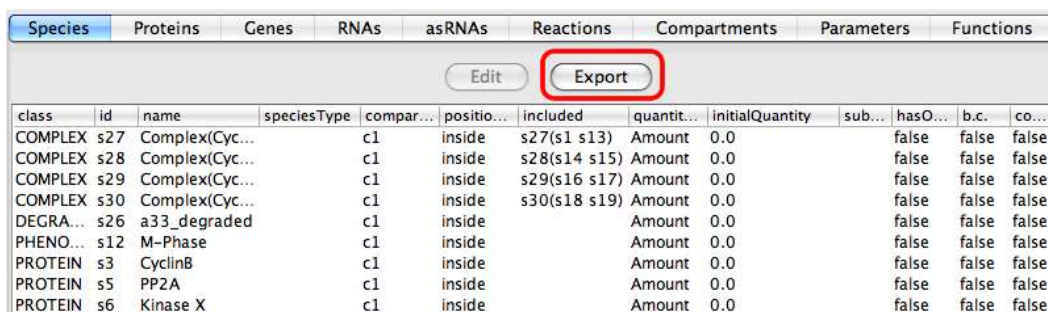 Species Proteins Genes RNAs asRNAs Reactions Compartments Parameters Functions
Edit Export
class id name speciesType compar... positio... included quantit... initialQuantity sub... hasO... b.c. co...
COMPLEX s27 Complex(Cyc... c1 inside s27(s1 s13) Amount 0.0 false false false
COMPLEX s28 Complex(Cyc... c1 inside s28(s14 s15) Amount 0.0 false false false
COMPLEX s29 Complex(Cyc... c1 inside s29(s16 s17) Amount 0.0 false false false
COMPLEX s30 Complex(Cyc... c1 inside s30(s18 s19) Amount 0.0 false false false
DEGRA... s26 a33_degraded c1 inside Amount 0.0 false false false
PHENO... s12 M-Phase c1 inside Amount 0.0 false false false
PROTEIN s3 CyclinB c1 inside Amount 0.0 false false false
PROTEIN s5 PP2A c1 inside Amount 0.0 false false false
PROTEIN s6 Kinase X c1 inside Amount 0.0 false false false